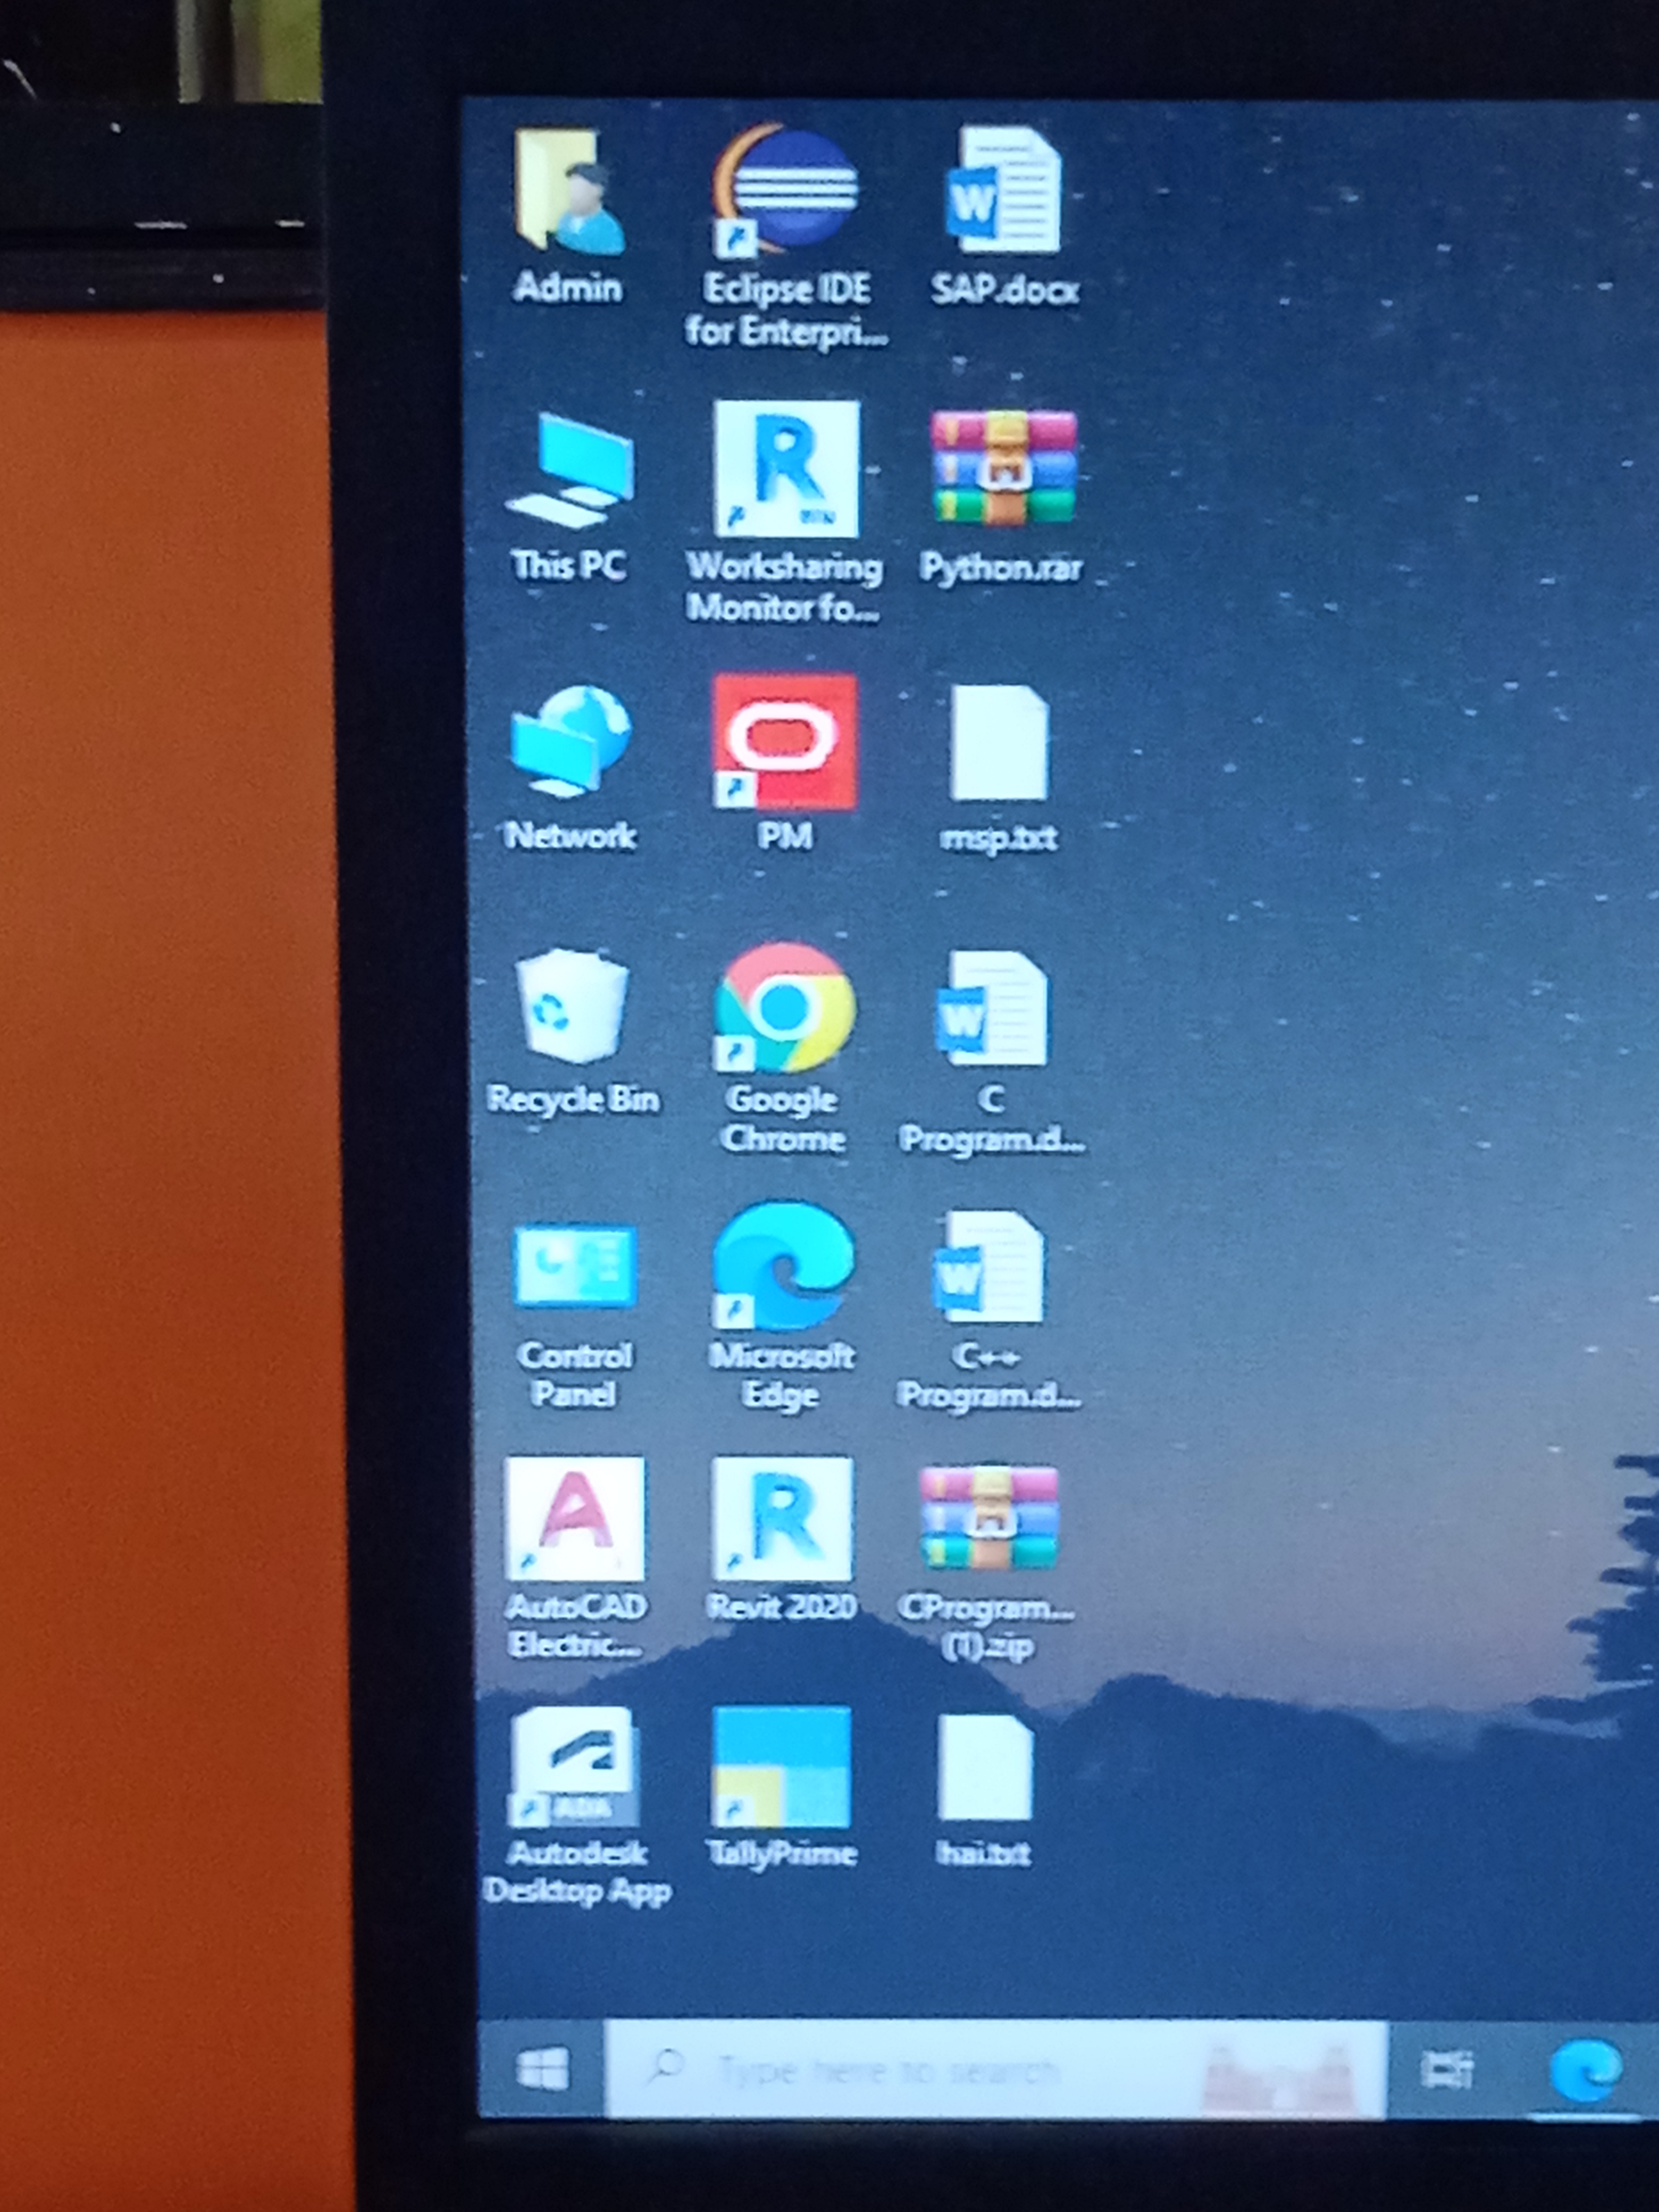 Admin
Eclipse IDE
for Enterpri...
W
SAP.docx
This PC
R
Worksharing
Monitor fo...
Python.rar
Network
PM
msp.txt
Recycle Bin
Google
Chrome
W
C
Program.d...
Control
Panel
Microsoft
Edge
W
C++
Program.d...
A
AutoCAD
Electric...
R
Revit 2020
CProgram...
(1).zip
ADA
Autodesk
Desktop App
TallyPrime
hai.txt
Type here to search